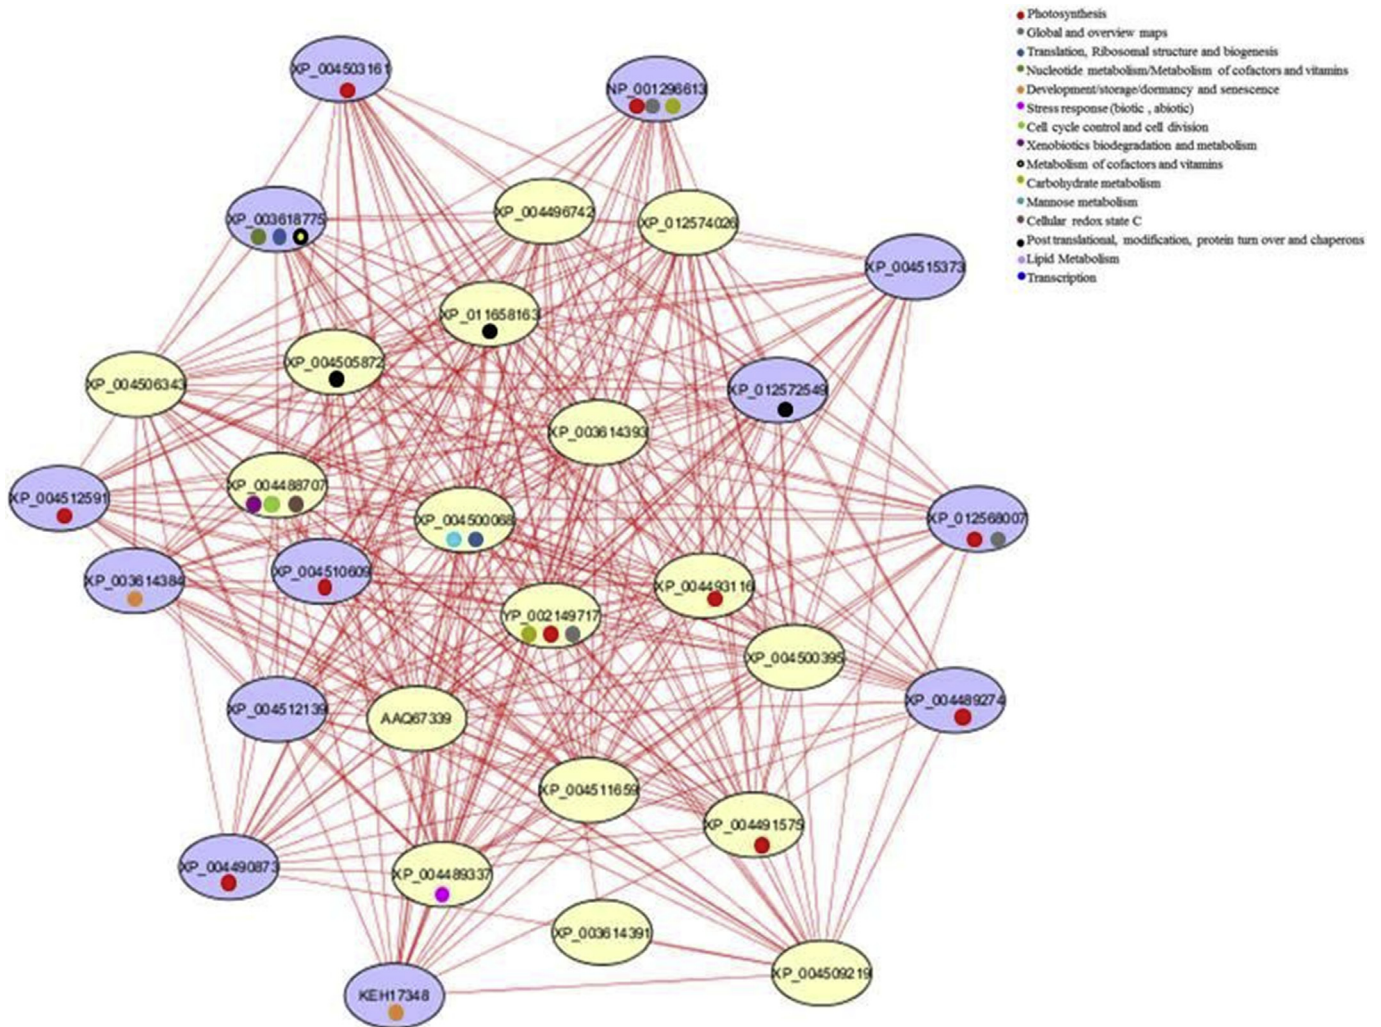 Photosynthesis
Global and overview maps
Translation, Ribosomal structure and biogenesis
Nucleotide metabolism/Metabolism of cofactors and vitamins
Development/storage/dormancy and senescence
Stress response (biotic , abiotic)
Cell cycle control and cell division
Xenobiotics biodegradation and metabolism
Metabolism of cofactors and vitamins
Carbohydrate metabolism
Mannose metabolism
Cellular redox state C
Post translational, modification, protein turn over and chaperons
Lipid Metabolism
Transcription
XP_004503161
NP_001296613
XP_003618775
XP_004496742
XP_012574026
XP_004515373
XP_011658163
XP_004505872
XP_004506343
XP_012572549
XP_003614393
XP_004512591
XP_004488707
XP_004500068
XP_012568007
XP_003614384
XP_004510609
XP_004493116
YP_002149717
XP_004500395
XP_004512139
AAQ67339
XP_004489274
XP_004511659
XP_004491575
XP_004490873
XP_004489337
XP_003614391
XP_004509219
KEH17348